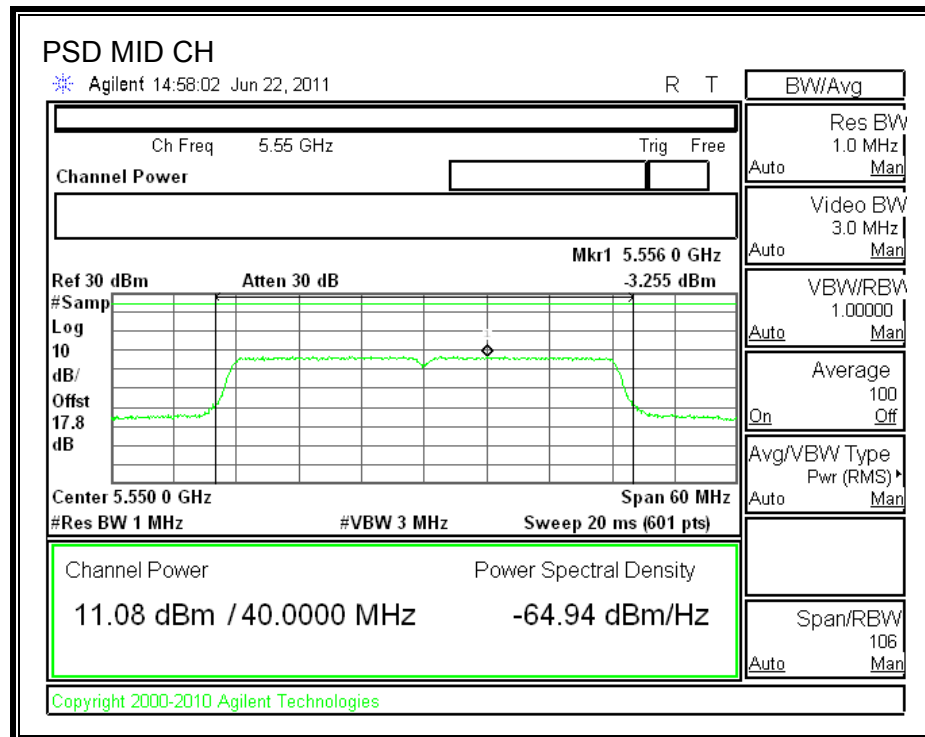 PSD MID CH
Agilent 14:58:02 Jun 22, 2011 R T
Ch Freq 5.55 GHz Trig Free
Channel Power
Mkr1 5.556 0 GHz
Ref 30 dBm Atten 30 dB -3.255 dBm
#Samp
Log
10
dB/
Offst
17.8
dB
1
Center 5.550 0 GHz Span 60 MHz
#Res BW 1 MHz #VBW 3 MHz Sweep 20 ms (601 pts)
Channel Power Power Spectral Density
11.08 dBm / 40.0000 MHz -64.94 dBm/Hz
Copyright 2000-2010 Agilent Technologies
BW/Avg
Res BW
1.0 MHz
Auto Man
Video BW
3.0 MHz
Auto Man
VBW/RBW
1.00000
Auto Man
Average
100
On Off
Avg/VBW Type
Pwr (RMS)
Auto Man
Span/RBW
106
Auto Man